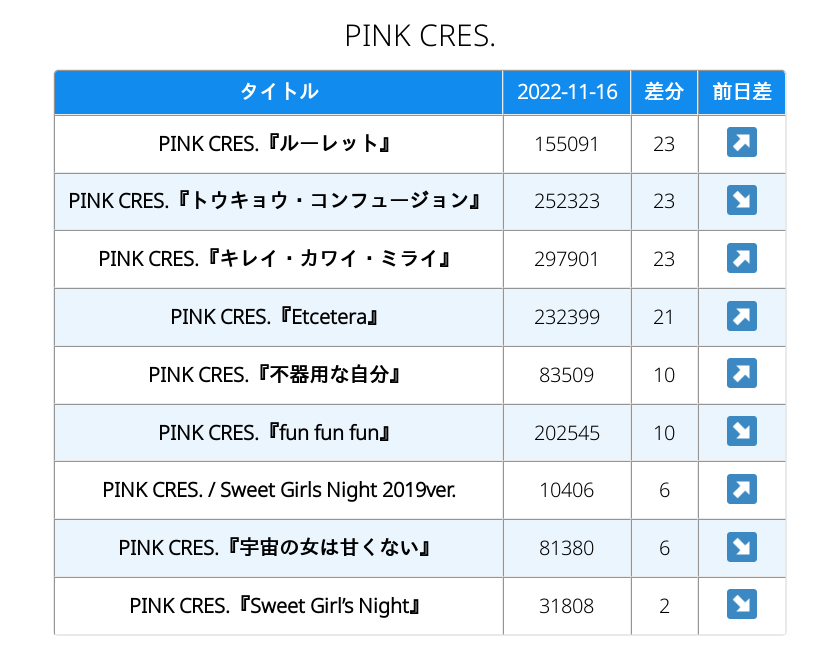 PINK CRES.
タイトル 2022-11-16 差分 前日差
PINK CRES.『ルーレット』 155091 23 ↗
PINK CRES.『トウキョウ・コンフュージョン』 252323 23 ↘
PINK CRES.『キレイ・カワイ・ミライ』 297901 23 ↗
PINK CRES.『Etcetera』 232399 21 ↗
PINK CRES.『不器用な自分』 83509 10 ↗
PINK CRES.『fun fun fun』 202545 10 ↘
PINK CRES. / Sweet Girls Night 2019ver. 10406 6 ↗
PINK CRES.『宇宙の女は甘くない』 81380 6 ↘
PINK CRES.『Sweet Girl’s Night』 31808 2 ↘